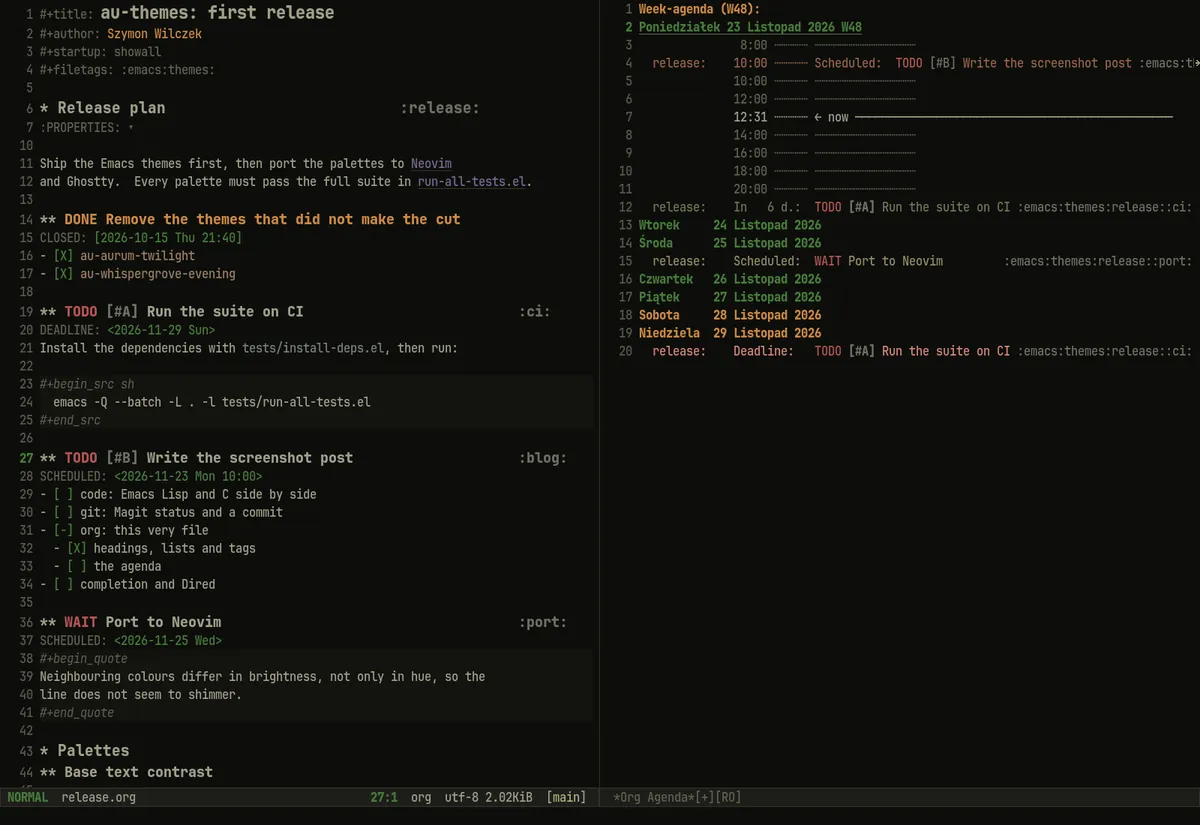 1 #+title: au-themes: first release
2 #+author: Szymon Wilczek
3 #+startup: showall
4 #+filetags: :emacs:themes:
5
6 * Release plan :release:
7 :PROPERTIES: ▾
10
11 Ship the Emacs themes first, then port the palettes to Neovim
12 and Ghostty.  Every palette must pass the full suite in run-all-tests.el.
13
14 ** DONE Remove the themes that did not make the cut
15 CLOSED: [2026-10-15 Thu 21:40]
16 - [X] au-aurum-twilight
17 - [X] au-whispergrove-evening
18
19 ** TODO [#A] Run the suite on CI :ci:
20 DEADLINE: <2026-11-29 Sun>
21 Install the dependencies with tests/install-deps.el, then run:
22
23 #+begin_src sh
24   emacs -Q --batch -L . -l tests/run-all-tests.el
25 #+end_src
26
27 ** TODO [#B] Write the screenshot post :blog:
28 SCHEDULED: <2026-11-23 Mon 10:00>
29 - [ ] code: Emacs Lisp and C side by side
30 - [ ] git: Magit status and a commit
31 - [-] org: this very file
32   - [X] headings, lists and tags
33   - [ ] the agenda
34 - [ ] completion and Dired
35
36 ** WAIT Port to Neovim :port:
37 SCHEDULED: <2026-11-25 Wed>
38 #+begin_quote
39 Neighbouring colours differ in brightness, not only in hue, so the
40 line does not seem to shimmer.
41 #+end_quote
42
43 * Palettes
44 ** Base text contrast
NORMAL release.org 27:1 org utf-8 2.02KiB [main]
1 Week-agenda (W48):
2 Poniedziałek 23 Listopad 2026 W48
3 8:00 ┄┄┄┄┄ ┄┄┄┄┄┄┄┄┄┄┄┄┄┄┄
4 release: 10:00 ┄┄┄┄┄ Scheduled: TODO [#B] Write the screenshot post :emacs:t
5 10:00 ┄┄┄┄┄ ┄┄┄┄┄┄┄┄┄┄┄┄┄┄┄
6 12:00 ┄┄┄┄┄ ┄┄┄┄┄┄┄┄┄┄┄┄┄┄┄
7 12:31 ┄┄┄┄┄ ← now ───────────────────────────────────────────────
8 14:00 ┄┄┄┄┄ ┄┄┄┄┄┄┄┄┄┄┄┄┄┄┄
9 16:00 ┄┄┄┄┄ ┄┄┄┄┄┄┄┄┄┄┄┄┄┄┄
10 18:00 ┄┄┄┄┄ ┄┄┄┄┄┄┄┄┄┄┄┄┄┄┄
11 20:00 ┄┄┄┄┄ ┄┄┄┄┄┄┄┄┄┄┄┄┄┄┄
12 release: In 6 d.: TODO [#A] Run the suite on CI :emacs:themes:release::ci:
13 Wtorek 24 Listopad 2026
14 Środa 25 Listopad 2026
15 release: Scheduled: WAIT Port to Neovim :emacs:themes:release::port:
16 Czwartek 26 Listopad 2026
17 Piątek 27 Listopad 2026
18 Sobota 28 Listopad 2026
19 Niedziela 29 Listopad 2026
20 release: Deadline: TODO [#A] Run the suite on CI :emacs:themes:release::ci:
*Org Agenda*[+][RO]